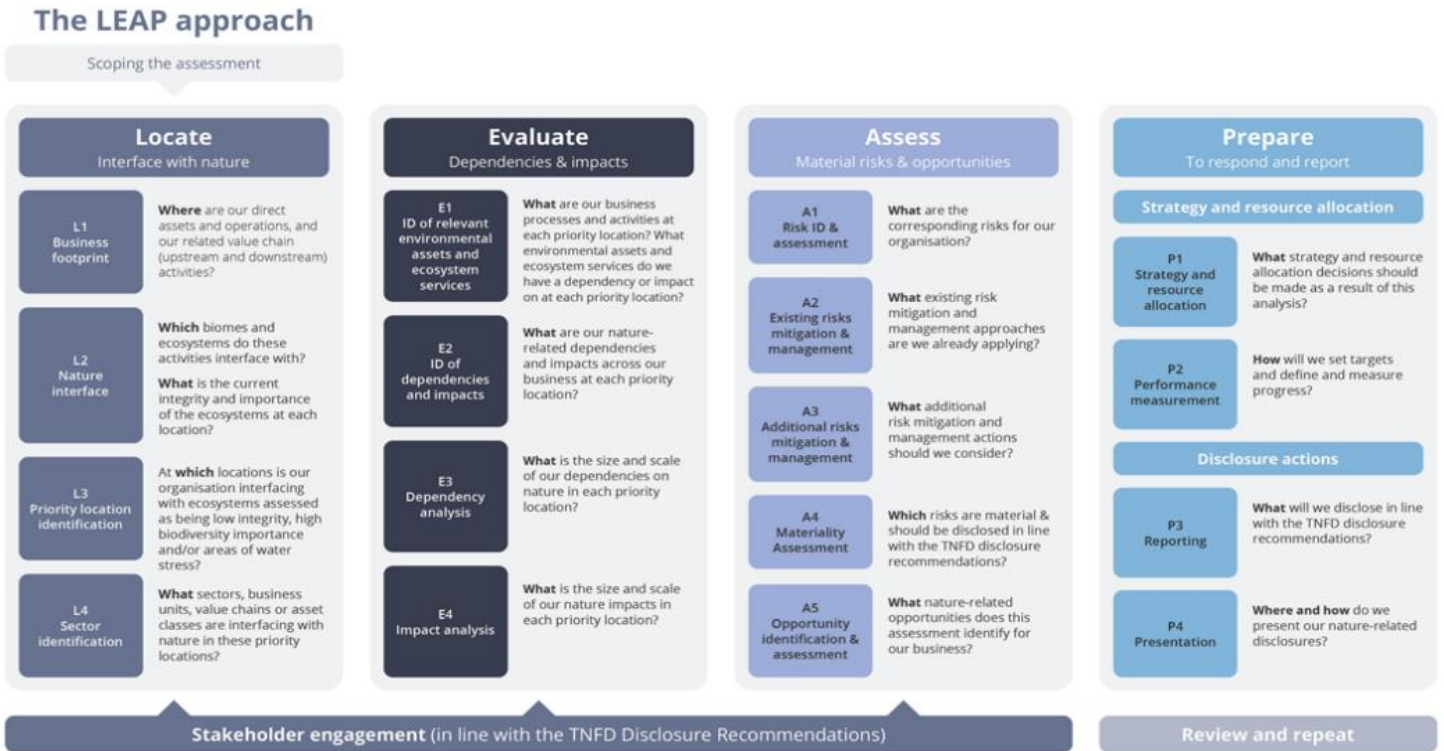 The LEAP approach
Scoping the assessment
Locate
Interface with nature
L1
Business
footprint
Where are our direct
assets and operations, and
our related value chain
(upstream and downstream)
activities?
L2
Nature
interface
Which biomes and
ecosystems do these
activities interface with?
What is the current
integrity and importance
of the ecosystems at each
location?
L3
Priority location
identification
At which locations is our
organisation interfacing
with ecosystems assessed
as being low integrity, high
biodiversity importance
and/or areas of water
stress?
L4
Sector
identification
What sectors, business
units, value chains or asset
classes are interfacing with
nature in these priority
locations?
Evaluate
Dependencies & impacts
E1
ID of relevant
environmental
assets and
ecosystem
services
What are our business
processes and activities at
each priority location? What
environmental assets and
ecosystem services do we
have a dependency or impact
on at each priority location?
E2
ID of
dependencies
and impacts
What are our nature-
related dependencies
and impacts across our
business at each priority
location?
E3
Dependency
analysis
What is the size and scale
of our dependencies on
nature in each priority
location?
E4
Impact analysis
What is the size and scale
of our nature impacts in
each priority location?
Assess
Material risks & opportunities
A1
Risk ID &
assessment
What are the
corresponding risks for our
organisation?
A2
Existing risks
mitigation &
management
What existing risk
mitigation and
management approaches
are we already applying?
A3
Additional risks
mitigation &
management
What additional
risk mitigation and
management actions
should we consider?
A4
Materiality
Assessment
Which risks are material &
should be disclosed in line
with the TNFD disclosure
recommendations?
A5
Opportunity
identification &
assessment
What nature-related
opportunities does this
assessment identify for
our business?
Prepare
To respond and report
Strategy and resource allocation
P1
Strategy and
resource
allocation
What strategy and resource
allocation decisions should
be made as a result of this
analysis?
P2
Performance
measurement
How will we set targets
and define and measure
progress?
Disclosure actions
P3
Reporting
What will we disclose in line
with the TNFD disclosure
recommendations?
P4
Presentation
Where and how do we
present our nature-related
disclosures?
Stakeholder engagement (in line with the TNFD Disclosure Recommendations)
Review and repeat